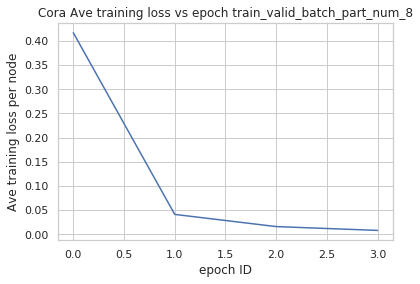 Cora Ave training loss vs epoch train_valid_batch_part_num_8
Ave training loss per node
0.40
0.35
0.30
0.25
0.20
0.15
0.10
0.05
0.00
0.0 0.5 1.0 1.5 2.0 2.5 3.0
epoch ID